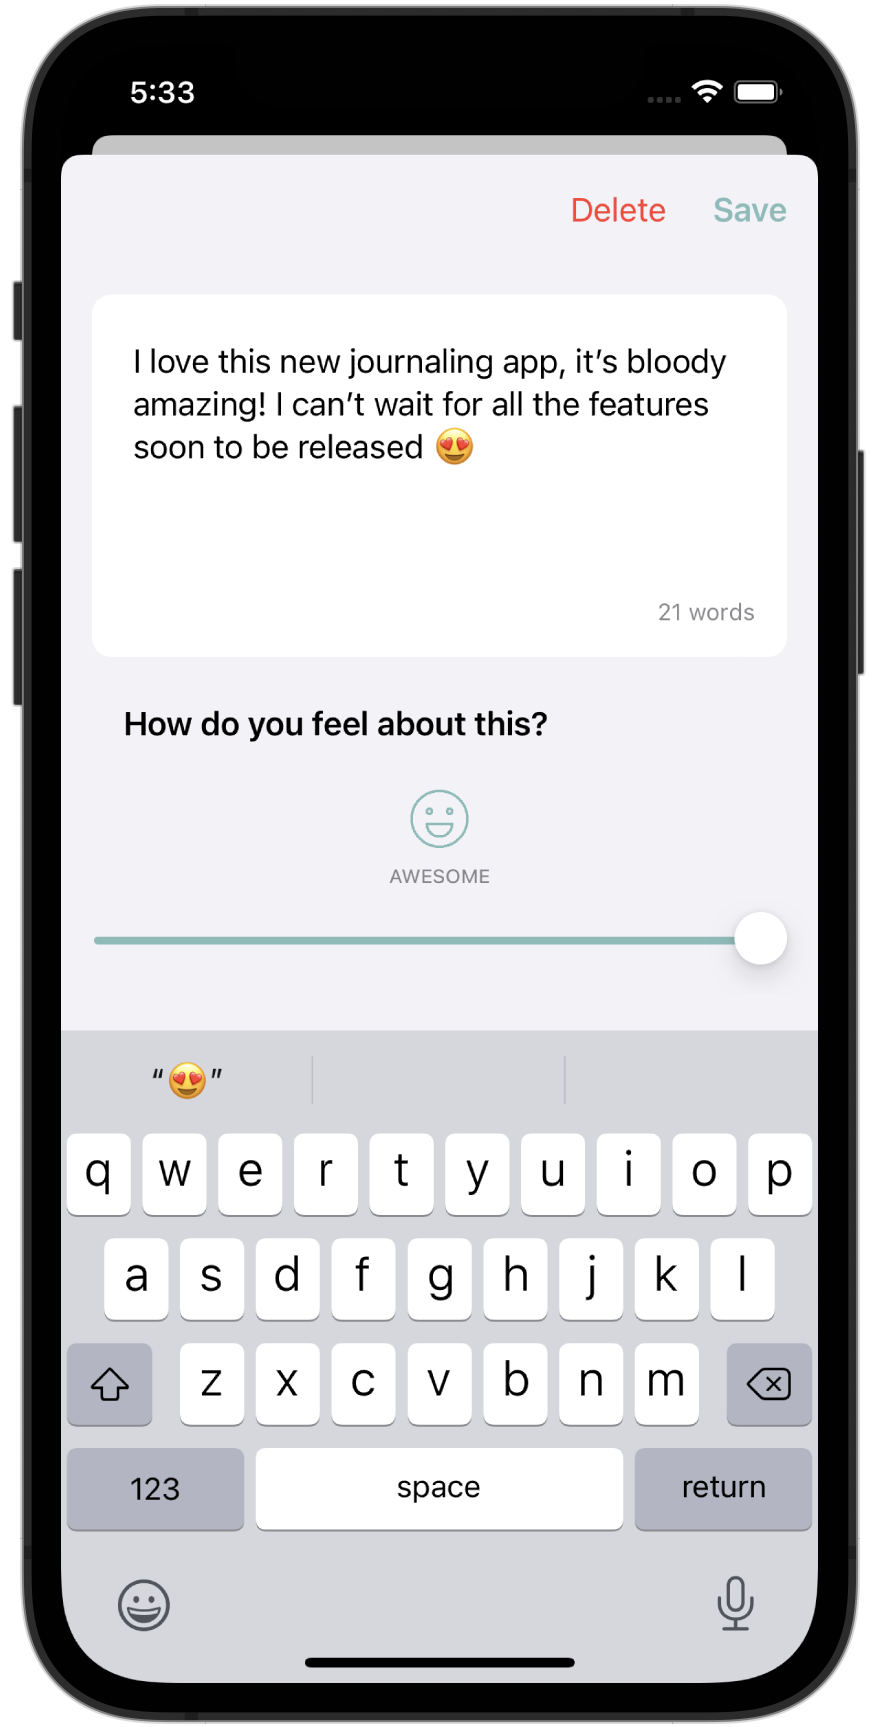 5:33
Delete Save
I love this new journaling app, it’s bloody
amazing! I can’t wait for all the features
soon to be released 😍
21 words
How do you feel about this?
AWESOME
“😍”
q w e r t y u i o p
a s d f g h j k l
z x c v b n m
123 space return